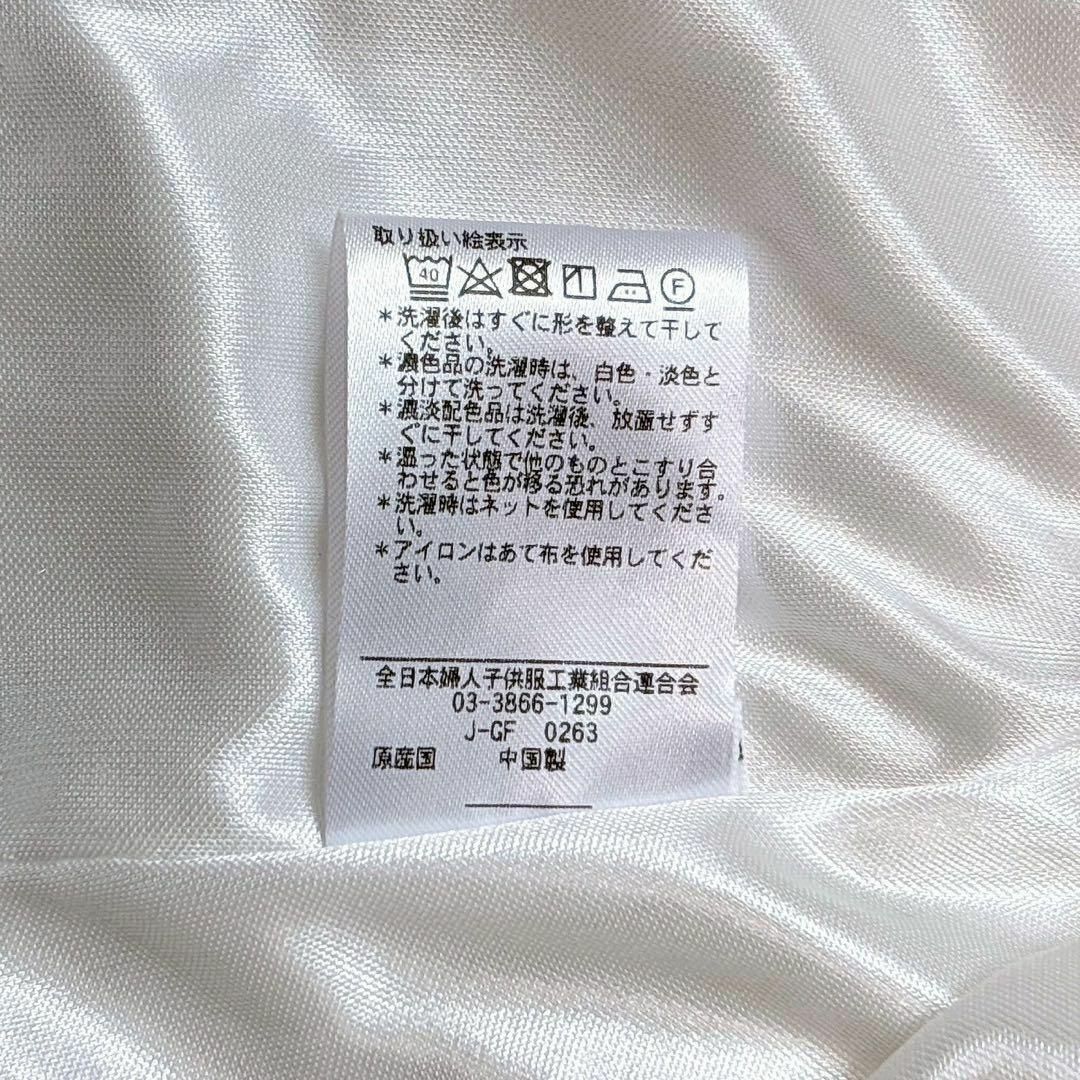 取り扱い絵表示
40
F
*洗濯後はすぐに形を整えて干して
ください。
*濃色品の洗濯時は、白色・淡色と
分けて洗ってください。
*濃淡配色品は洗濯後、放置せずす
ぐに干してください。
*湿った状態で他のものとこすり合
わせると色が移る恐れがあります。
*洗濯時はネットを使用してくださ
い。
*アイロンはあて布を使用してくだ
さい。
全日本婦人子供服工業組合連合会
03-3866-1299
J-GF 0263
原産国 中国製